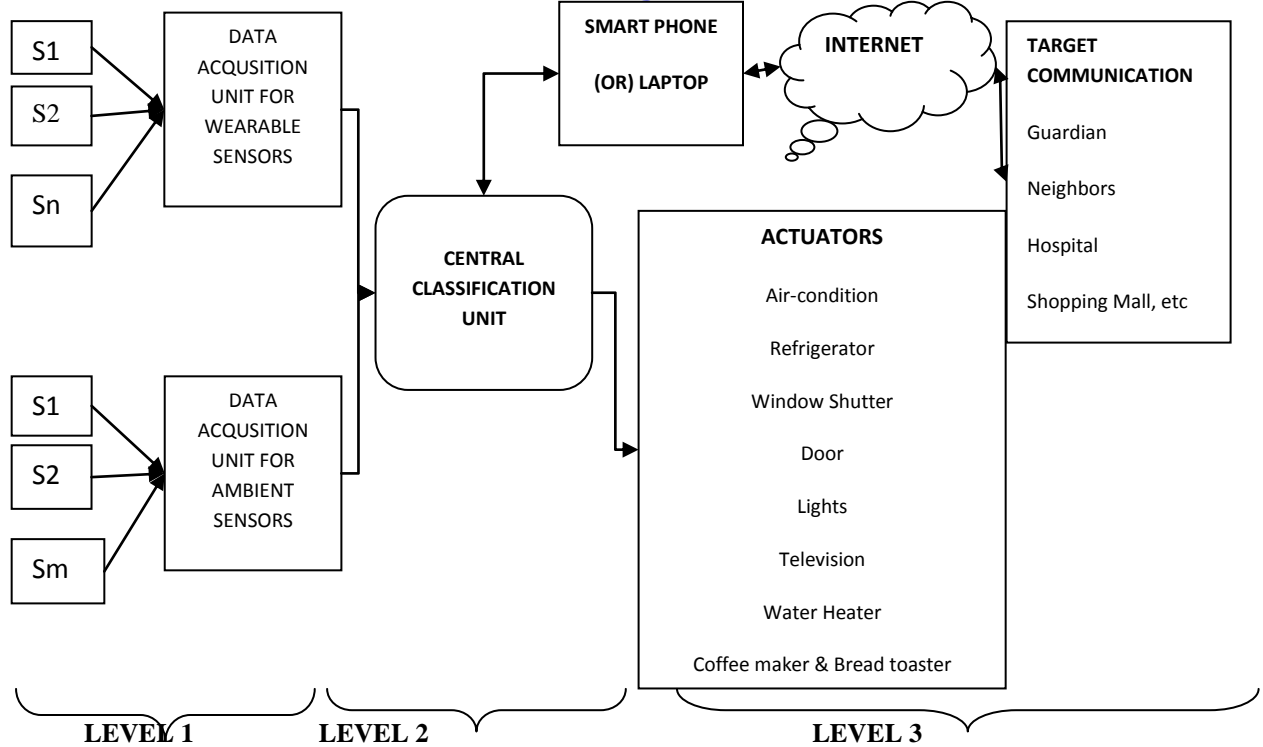 S1
S2
Sn
DATA
ACQUSITION
UNIT FOR
WEARABLE
SENSORS
SMART PHONE
(OR) LAPTOP
INTERNET
TARGET
COMMUNICATION
Guardian
Neighbors
Hospital
Shopping Mall, etc
CENTRAL
CLASSIFICATION
UNIT
S1
S2
Sm
DATA
ACQUSITION
UNIT FOR
AMBIENT
SENSORS
ACTUATORS
Air-condition
Refrigerator
Window Shutter
Door
Lights
Television
Water Heater
Coffee maker & Bread toaster
LEVEL 1
LEVEL 2
LEVEL 3